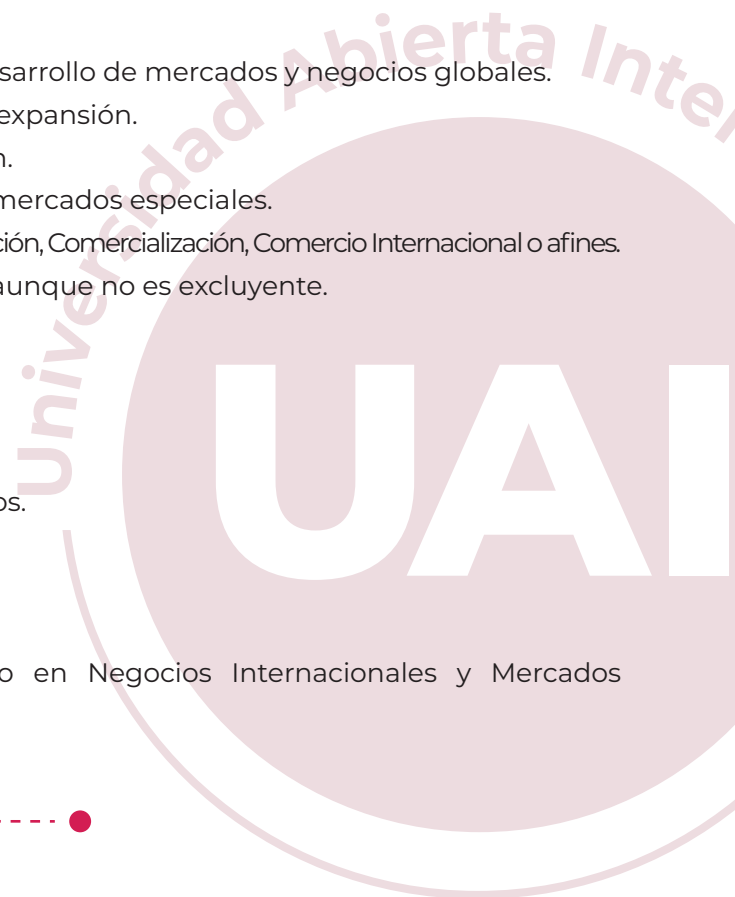 sarrollo de mercados y negocios globales.
expansión.
n.
mercados especiales.
ción, Comercialización, Comercio Internacional o afines.
aunque no es excluyente.
os.
o en Negocios Internacionales y Mercados
Universidad Abierta Inter
UAI